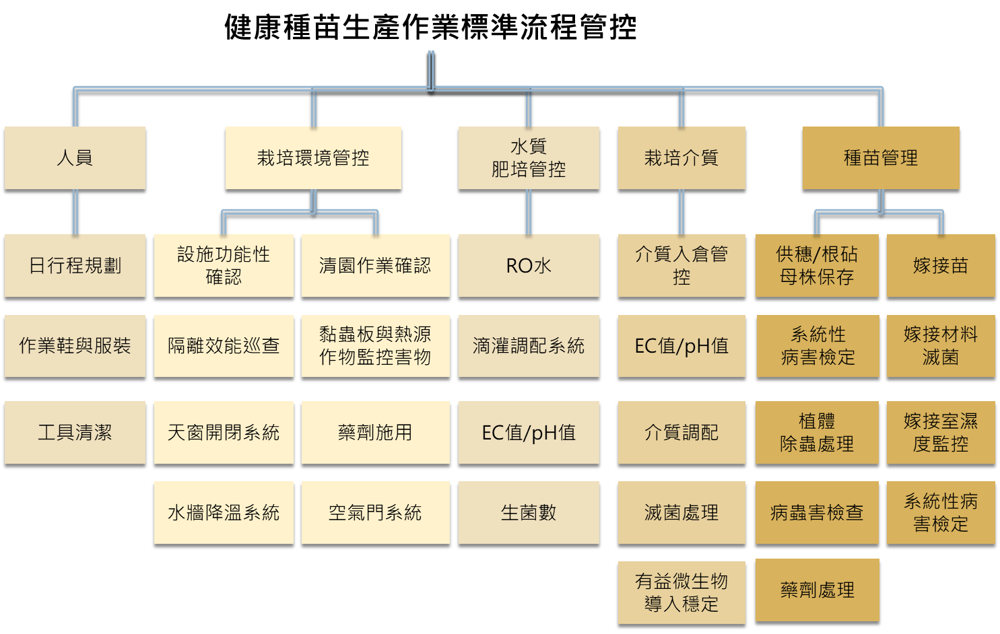 健康種苗生產作業標準流程管控
人員
栽培環境管控
水質
肥培管控
栽培介質
種苗管理
日行程規劃
設施功能性
確認
清園作業確認
RO水
介質入倉管
控
供穗/根砧
母株保存
嫁接苗
作業鞋與服裝
隔離效能巡查
黏蟲板與熱源
作物監控害物
滴灌調配系統
EC值/pH值
系統性
病害檢定
嫁接材料
滅菌
工具清潔
天窗開閉系統
藥劑施用
EC值/pH值
介質調配
植體
除蟲處理
嫁接室濕
度監控
水牆降溫系統
空氣門系統
生菌數
滅菌處理
病蟲害檢查
系統性病
害檢定
有益微生物
導入穩定
藥劑處理